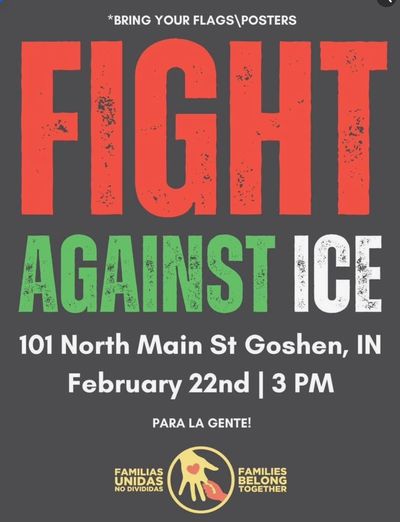 *BRING YOUR FLAGS\POSTERS
FIGHT
AGAINST ICE
101 North Main St Goshen, IN
February 22nd | 3 PM
PARA LA GENTE!
FAMILIAS
UNIDAS
NO DIVIDIDAS
FAMILIES
BELONG
TOGETHER